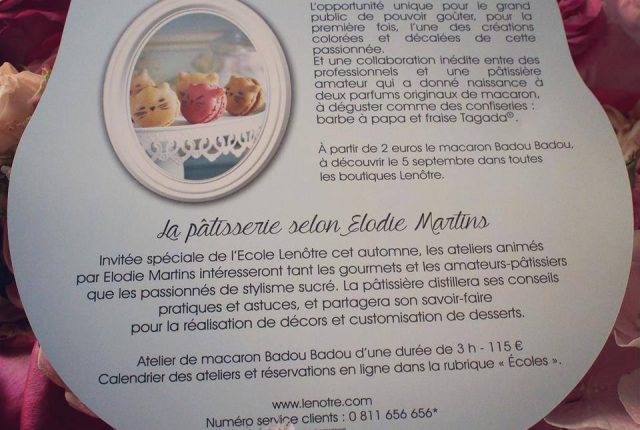 L'opportunité unique pour le grand
public de pouvoir goûter, pour la
première fois, l'une des créations
colorées et décalées de cette
passionnée.
Et une collaboration inédite entre des
professionnels et une pâtissière
amateur qui a donné naissance à
deux parfums originaux de macaron,
à déguster comme des confiseries :
barbe à papa et fraise Tagada®.
À partir de 2 euros le macaron Badou Badou,
à découvrir le 5 septembre dans toutes
les boutiques Lenôtre.
La pâtisserie selon Elodie Martins
Invitée spéciale de l'Ecole Lenôtre cet automne, les ateliers animés
par Elodie Martins intéresseront tant les gourmets et les amateurs-pâtissiers
que les passionnés de stylisme sucré. La pâtissière distillera ses conseils
pratiques et astuces, et partagera son savoir-faire
pour la réalisation de décors et customisation de desserts.
Atelier de macaron Badou Badou d'une durée de 3 h - 115 €
Calendrier des ateliers et réservations en ligne dans la rubrique « Écoles ».
www.lenotre.com
Numéro service clients : 0 811 656 656*